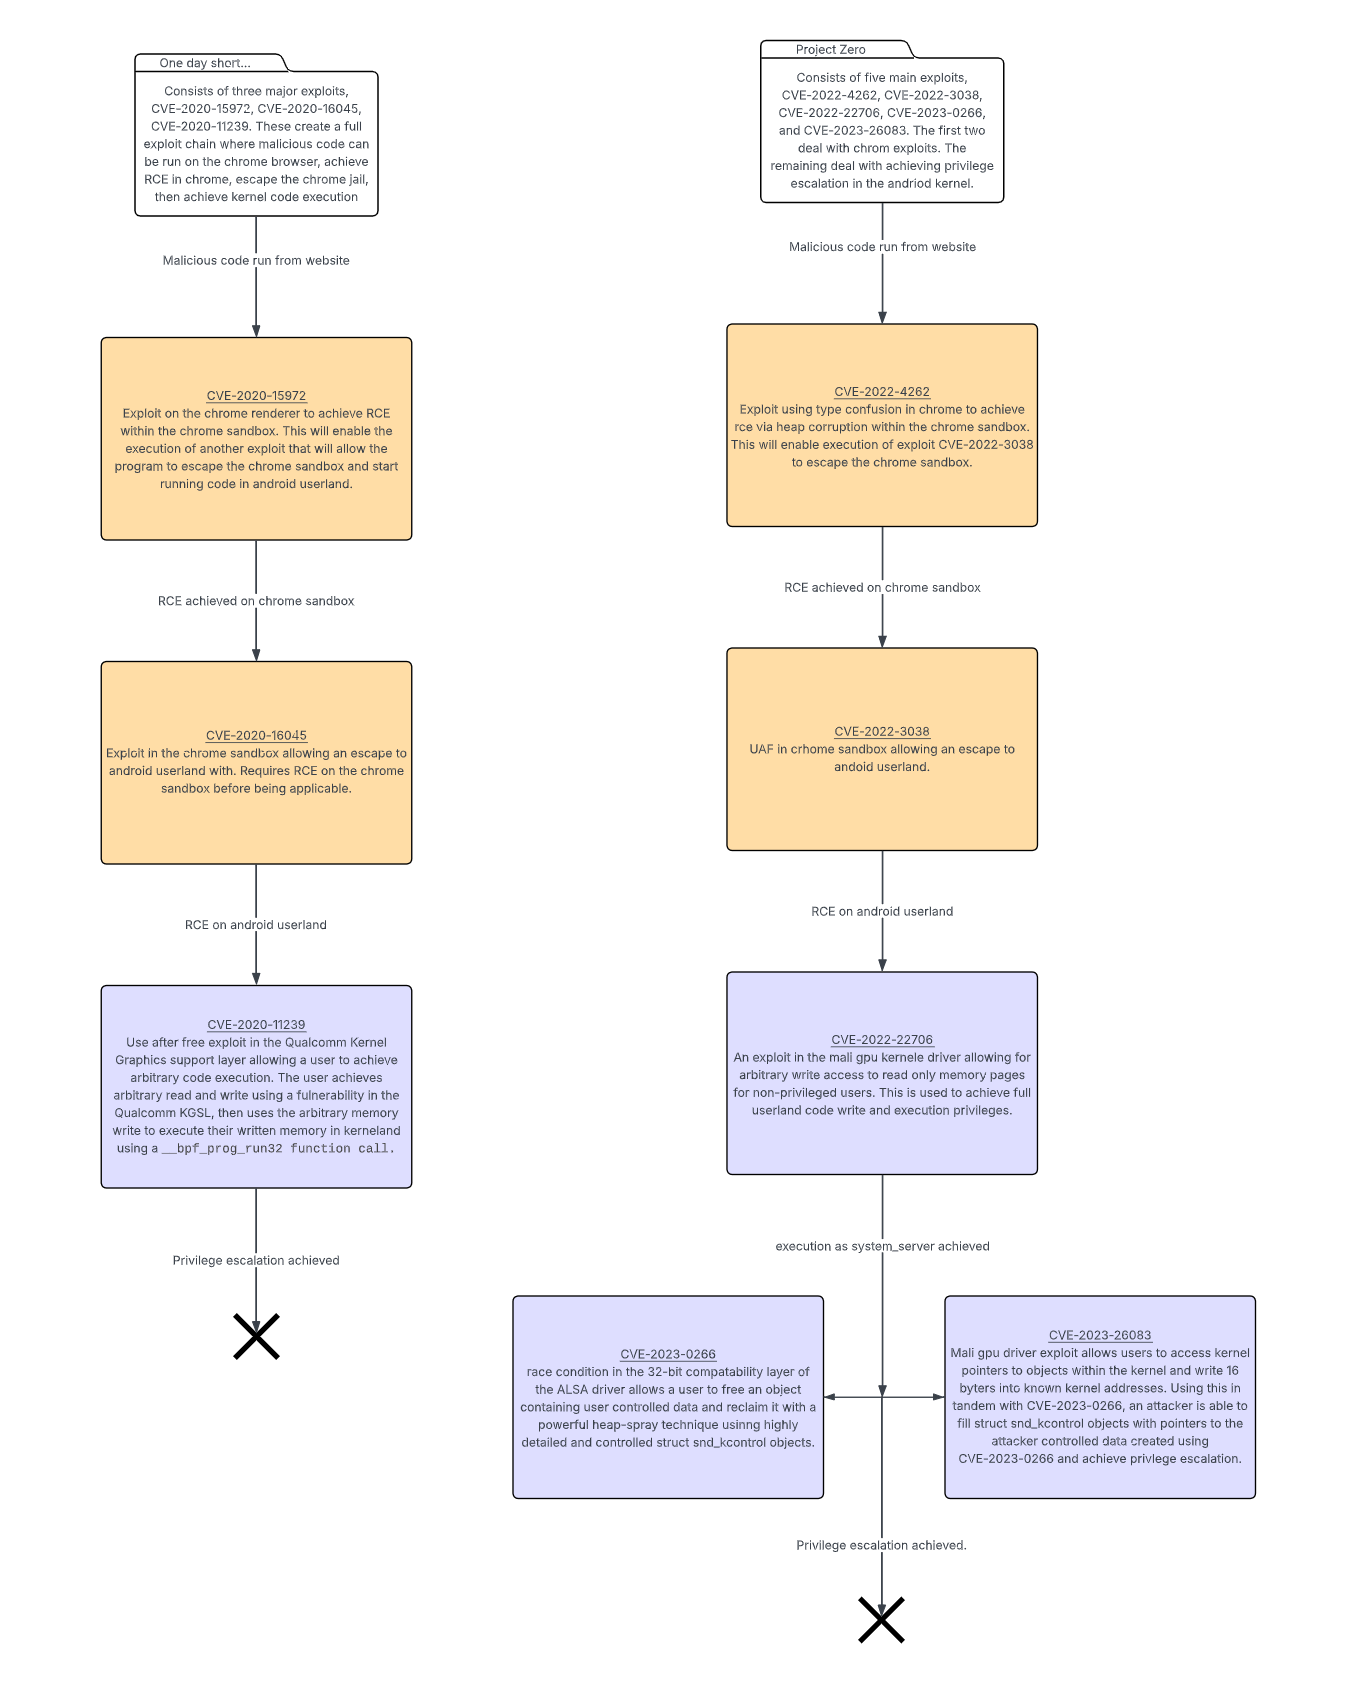 One day short...
Consists of three major exploits,
CVE-2020-15972, CVE-2020-16045,
CVE-2020-11239. These create a full
exploit chain where malicious code can
be run on the chrome browser, achieve
RCE in chrome, escape the chrome jail,
then achieve kernel code execution
Malicious code run from website
CVE-2020-15972
Exploit on the chrome renderer to achieve RCE
within the chrome sandbox. This will enable the
execution of another exploit that will allow the
program to escape the chrome sandbox and start
running code in android userland.
RCE achieved on chrome sandbox
CVE-2020-16045
Exploit in the chrome sandbox allowing an escape to
android userland with. Requires RCE on the chrome
sandbox before being applicable.
RCE on android userland
CVE-2020-11239
Use after free exploit in the Qualcomm Kernel
Graphics support layer allowing a user to achieve
arbitrary code execution. The user achieves
arbitrary read and write using a fulnerability in the
Qualcomm KGSL, then uses the arbitrary memory
write to execute their written memory in kerneland
using a __bpf_prog_run32 function call.
Privilege escalation achieved
Project Zero
Consists of five main exploits,
CVE-2022-4262, CVE-2022-3038,
CVE-2022-22706, CVE-2023-0266,
and CVE-2023-26083. The first two
deal with chrom exploits. The
remaining deal with achieving privilege
escalation in the andriod kernel.
Malicious code run from website
CVE-2022-4262
Exploit using type confusion in chrome to achieve
rce via heap corruption within the chrome sandbox.
This will enable execution of exploit CVE-2022-3038
to escape the chrome sandbox.
RCE achieved on chrome sandbox
CVE-2022-3038
UAF in crhome sandbox allowing an escape to
andoid userland.
RCE on android userland
CVE-2022-22706
An exploit in the mali gpu kernele driver allowing for
arbitrary write access to read only memory pages
for non-privileged users. This is used to achieve full
userland code write and execution privileges.
execution as system_server achieved
CVE-2023-0266
race condition in the 32-bit compatability layer of
the ALSA driver allows a user to free an object
containing user controlled data and reclaim it with a
powerful heap-spray technique usinng highly
detailed and controlled struct snd_kcontrol objects.
CVE-2023-26083
Mali gpu driver exploit allows users to access kernel
pointers to objects within the kernel and write 16
byters into known kernel addresses. Using this in
tandem with CVE-2023-0266, an attacker is able to
fill struct snd_kcontrol objects with pointers to the
attacker controlled data created using
CVE-2023-0266 and achieve privlege escalation.
Privilege escalation achieved.